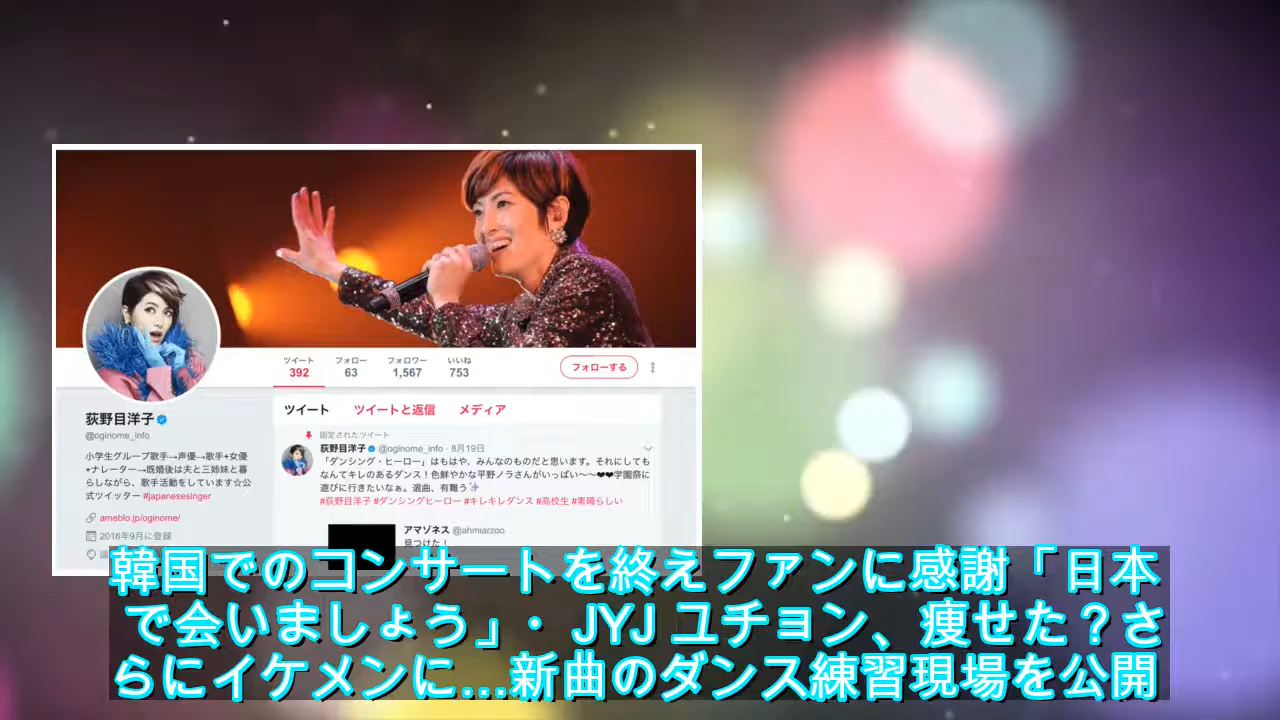 ツイート
392
フォロー
63
フォロワー
1,567
いいね
753
フォローする
荻野目洋子
@oginome_info
小学生グループ歌手→声優→歌手+女優
+ナレーター→既婚後は夫と三姉妹と暮
らしながら、歌手活動をしています☆公
式ツイッター #japanesesinger
ameblo.jp/oginome/
2016年9月に登録
ツイート ツイートと返信 メディア
固定されたツイート
荻野目洋子 @oginome_info · 8月19日
「ダンシング・ヒーロー」はもはや、みんなのものだと思います。それにしても
なんてキレのあるダンス！色鮮やかな平野ノラさんがいっぱい〜〜❤❤学園祭に
遊びに行きたいなぁ。選曲、有難う✨
#荻野目洋子 #ダンシングヒーロー #キレキレダンス #高校生 #素晴らしい
アマゾネス @ahmiarzoo
見つけた！
韓国でのコンサートを終えファンに感謝「日本
で会いましょう」· JYJ ユチョン、痩せた？さ
らにイケメンに...新曲のダンス練習現場を公開